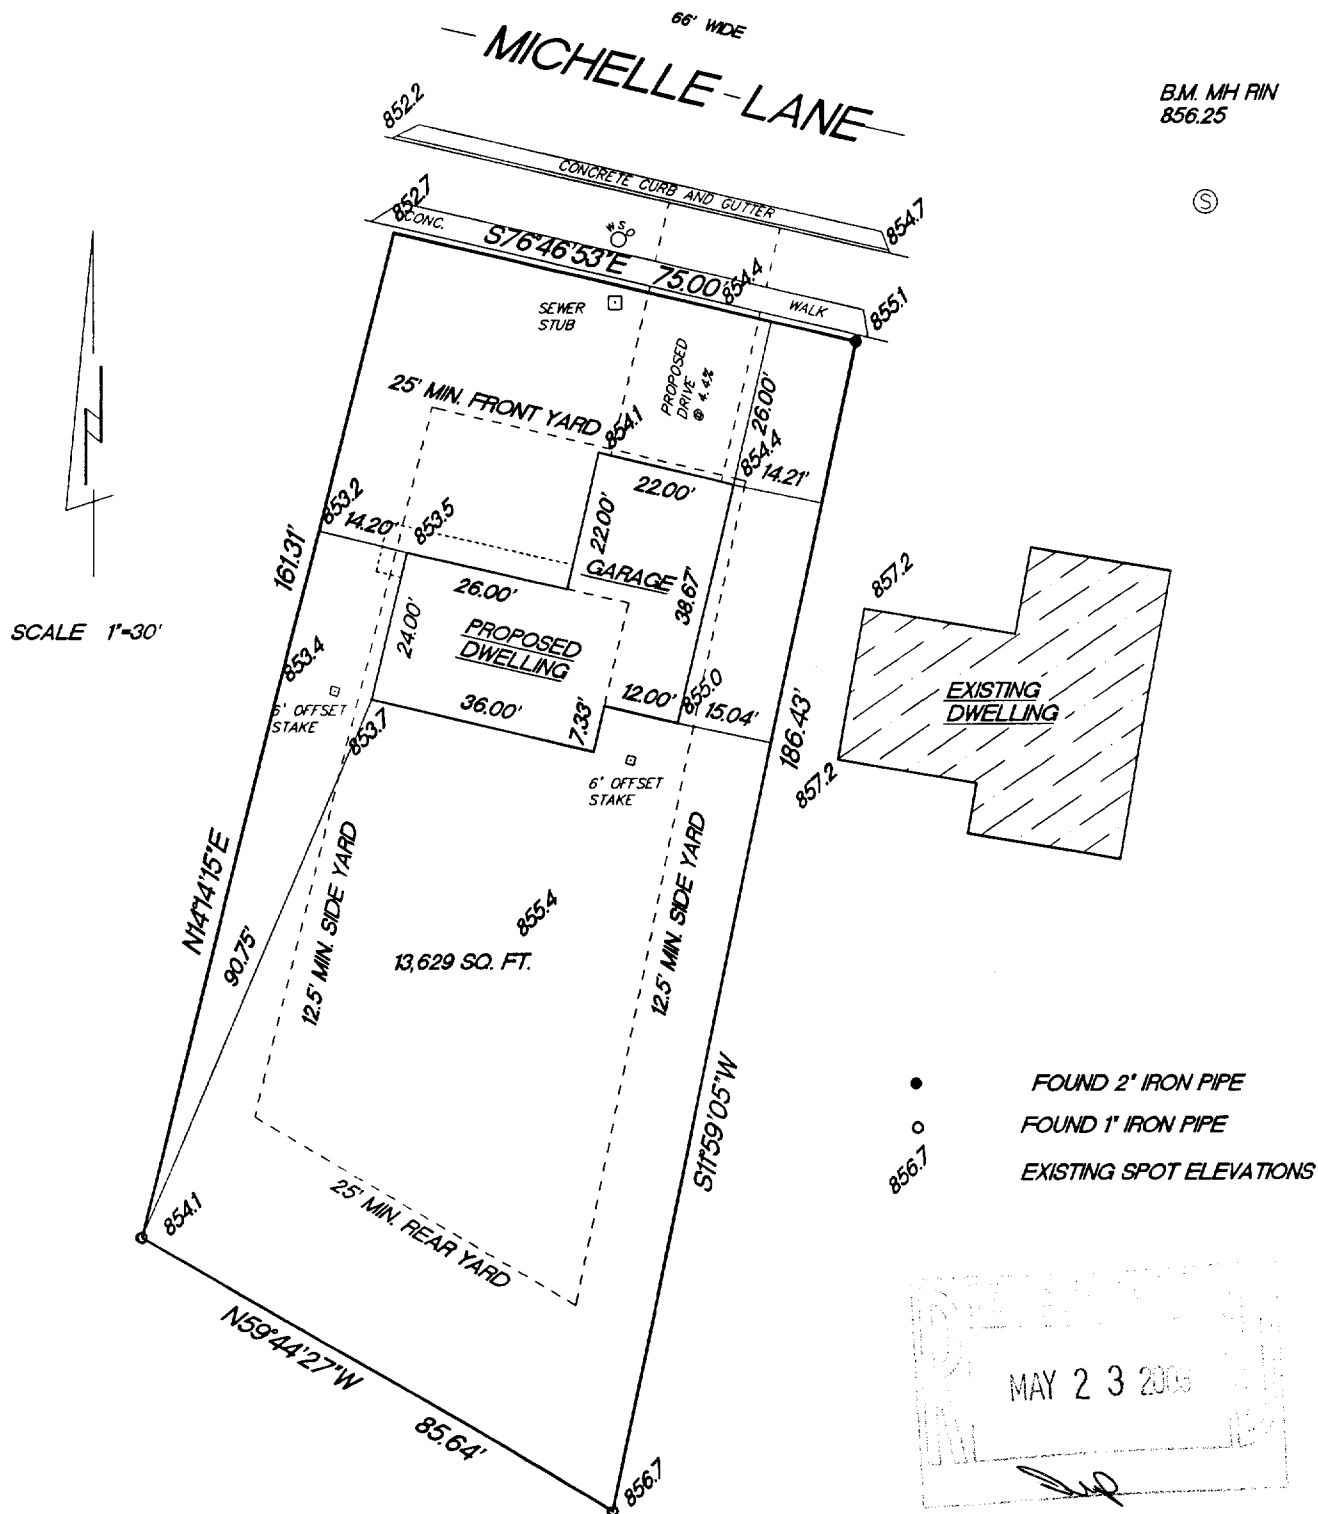 66' WIDE
MICHELLE LANE
B.M. MH RIN
856.25
S
852.2
CONCRETE CURB AND GUTTER
854.7
852.7
CONC.
W S D
S76°46'53"E 75.00'
854.4
WALK
855.1
SEWER
STUB
PROPOSED
DRIVE
@ 4.4%
26.00'
25' MIN. FRONT YARD
854.1
854.4
14.21'
22.00'
853.2
14.20'
853.5
22.00'
GARAGE
38.67'
161.31'
26.00'
24.00'
PROPOSED
DWELLING
857.2
SCALE 1"=30'
853.4
6' OFFSET
STAKE
853.7
36.00'
7.33'
12.00'
855.0
15.04'
186.43'
EXISTING
DWELLING
857.2
6' OFFSET
STAKE
N14°14'15"E
90.75'
12.5' MIN. SIDE YARD
855.4
13,629 SQ. FT.
12.5' MIN. SIDE YARD
S11°59'05"W
FOUND 2" IRON PIPE
FOUND 1" IRON PIPE
856.7
EXISTING SPOT ELEVATIONS
854.1
25' MIN. REAR YARD
N59°44'27"W
85.64'
856.7
MAY 2 3